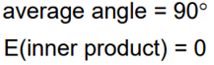 average angle = 90°
E(inner product) = 0